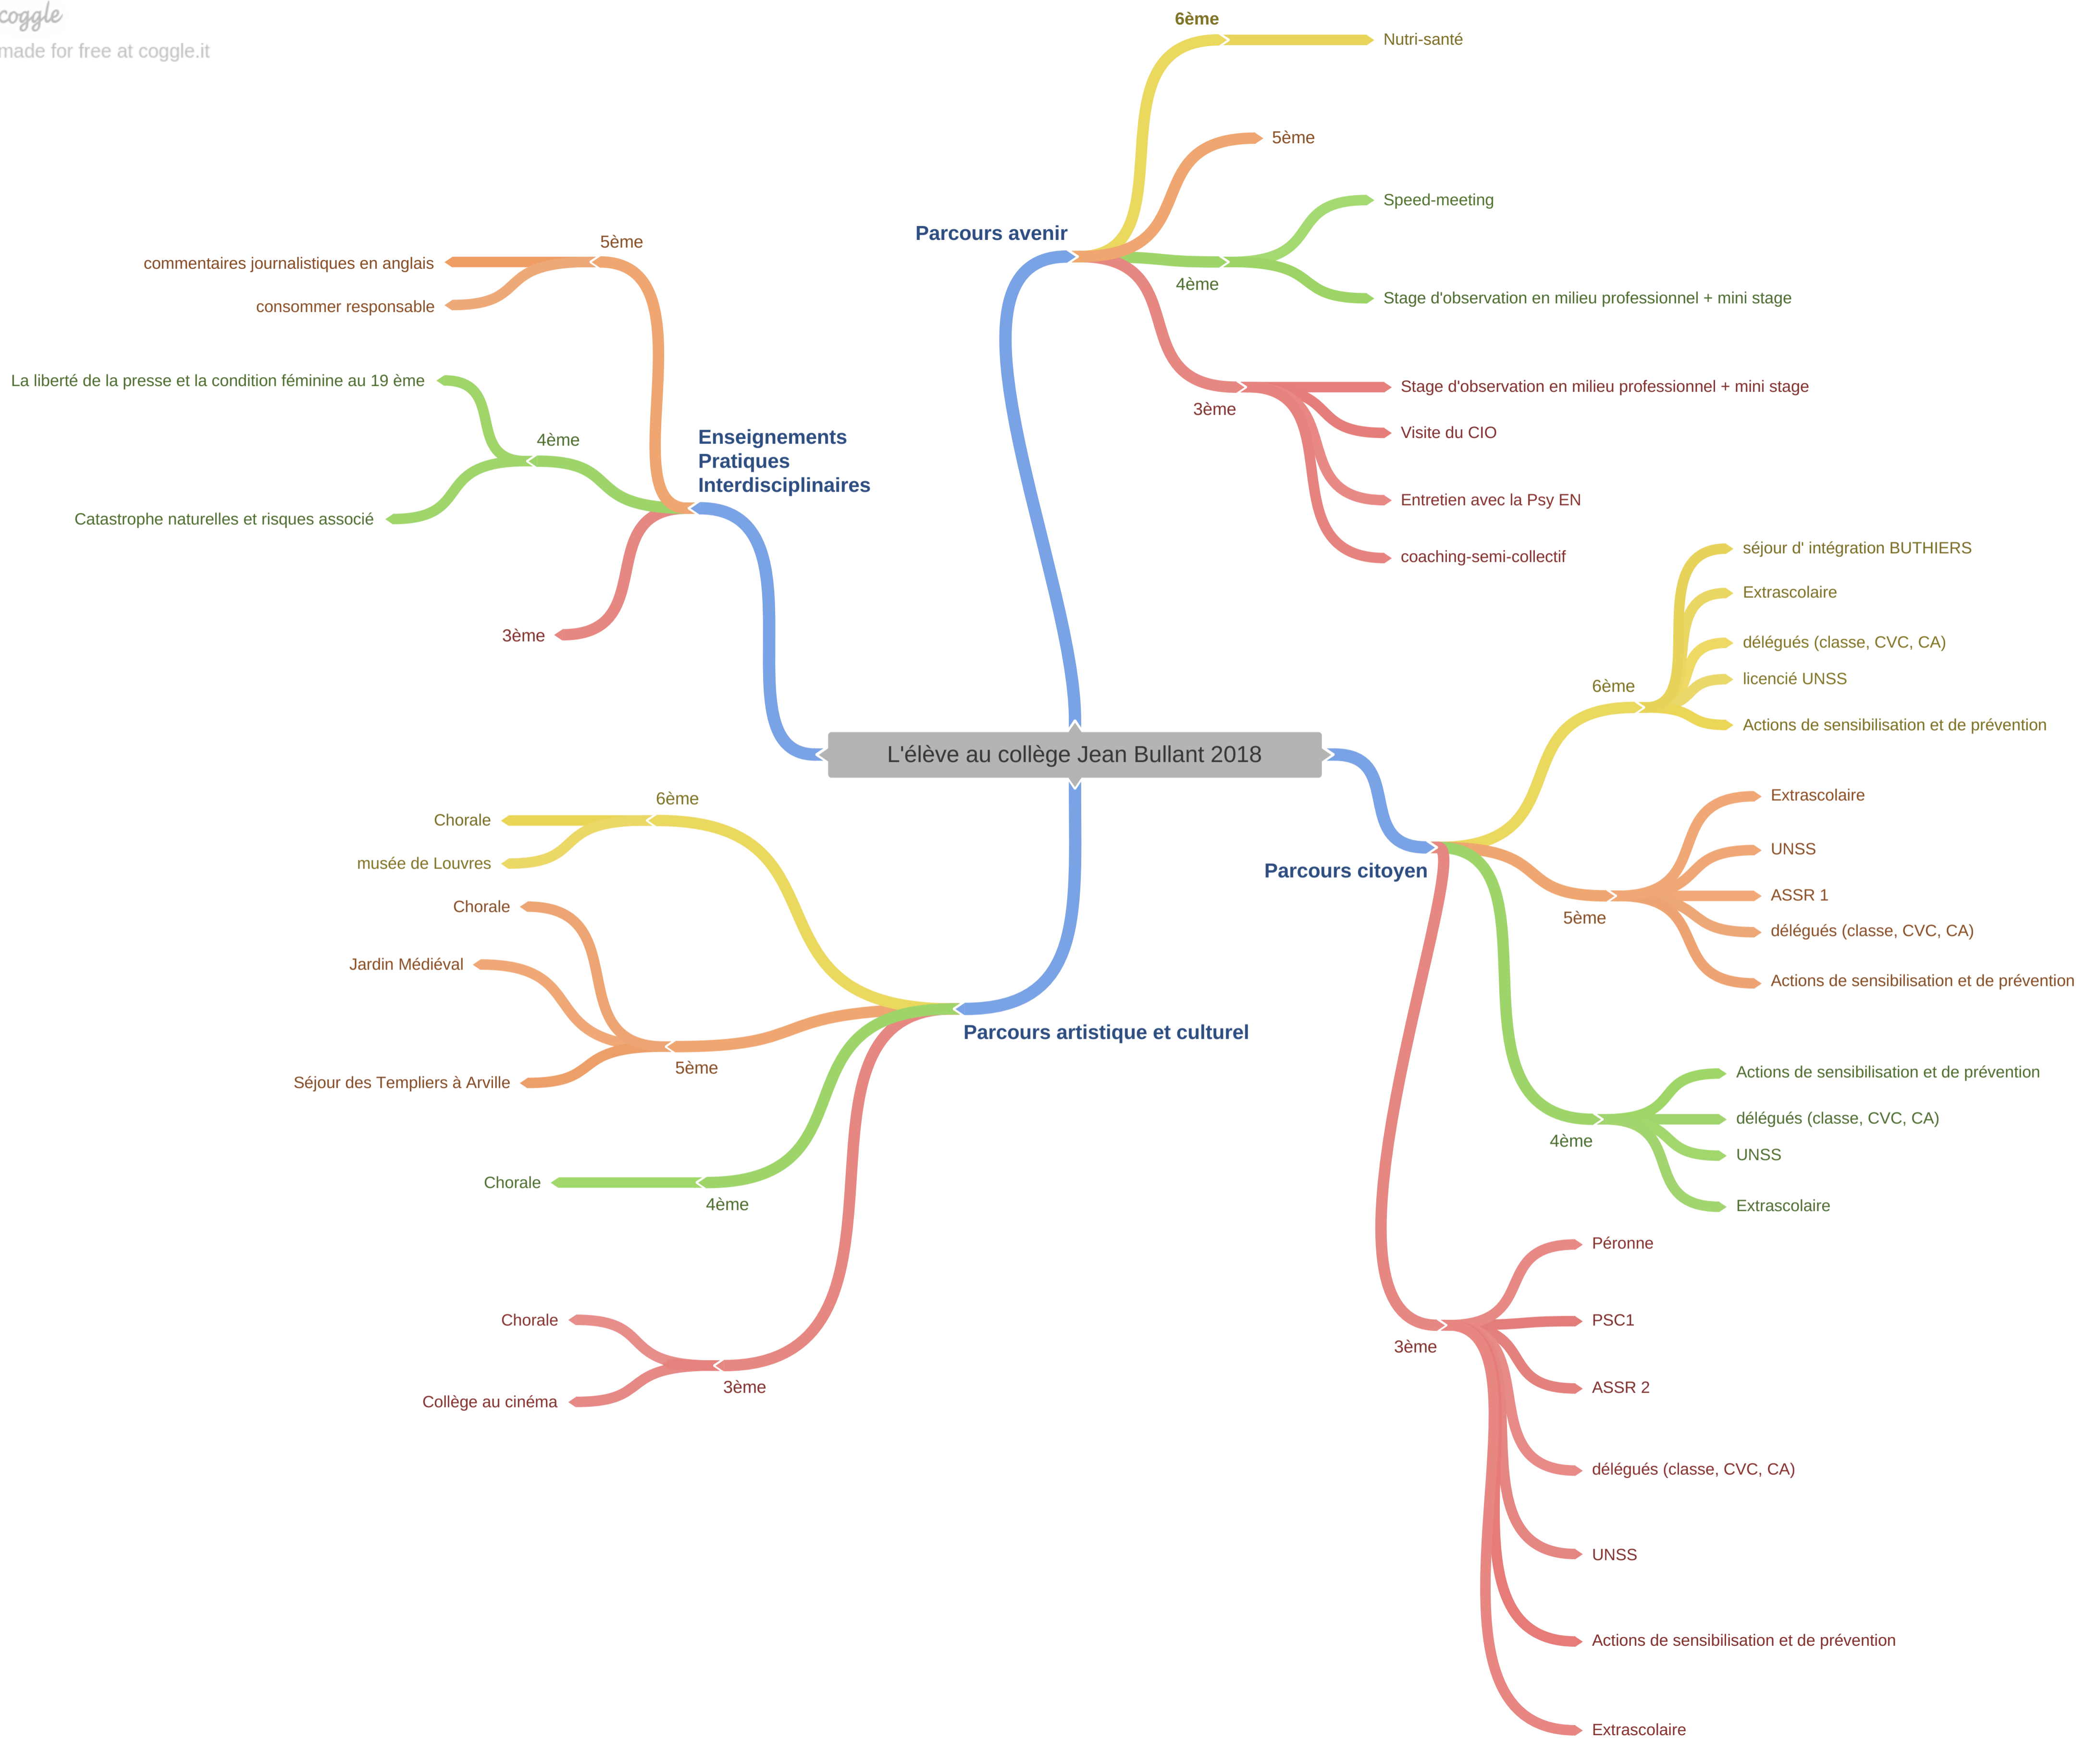 coggle
made for free at coggle.it
L'élève au collège Jean Bullant 2018
Parcours avenir
6ème
Nutri-santé
5ème
4ème
Speed-meeting
Stage d'observation en milieu professionnel + mini stage
3ème
Stage d'observation en milieu professionnel + mini stage
Visite du CIO
Entretien avec la Psy EN
coaching-semi-collectif
Parcours citoyen
6ème
séjour d' intégration BUTHIERS
Extrascolaire
délégués (classe, CVC, CA)
licencié UNSS
Actions de sensibilisation et de prévention
5ème
Extrascolaire
UNSS
ASSR 1
délégués (classe, CVC, CA)
Actions de sensibilisation et de prévention
4ème
Actions de sensibilisation et de prévention
délégués (classe, CVC, CA)
UNSS
Extrascolaire
3ème
Péronne
PSC1
ASSR 2
délégués (classe, CVC, CA)
UNSS
Actions de sensibilisation et de prévention
Extrascolaire
Enseignements
Pratiques
Interdisciplinaires
5ème
commentaires journalistiques en anglais
consommer responsable
4ème
La liberté de la presse et la condition féminine au 19 ème
Catastrophe naturelles et risques associé
3ème
Parcours artistique et culturel
6ème
Chorale
musée de Louvres
5ème
Chorale
Jardin Médiéval
Séjour des Templiers à Arville
4ème
Chorale
3ème
Chorale
Collège au cinéma